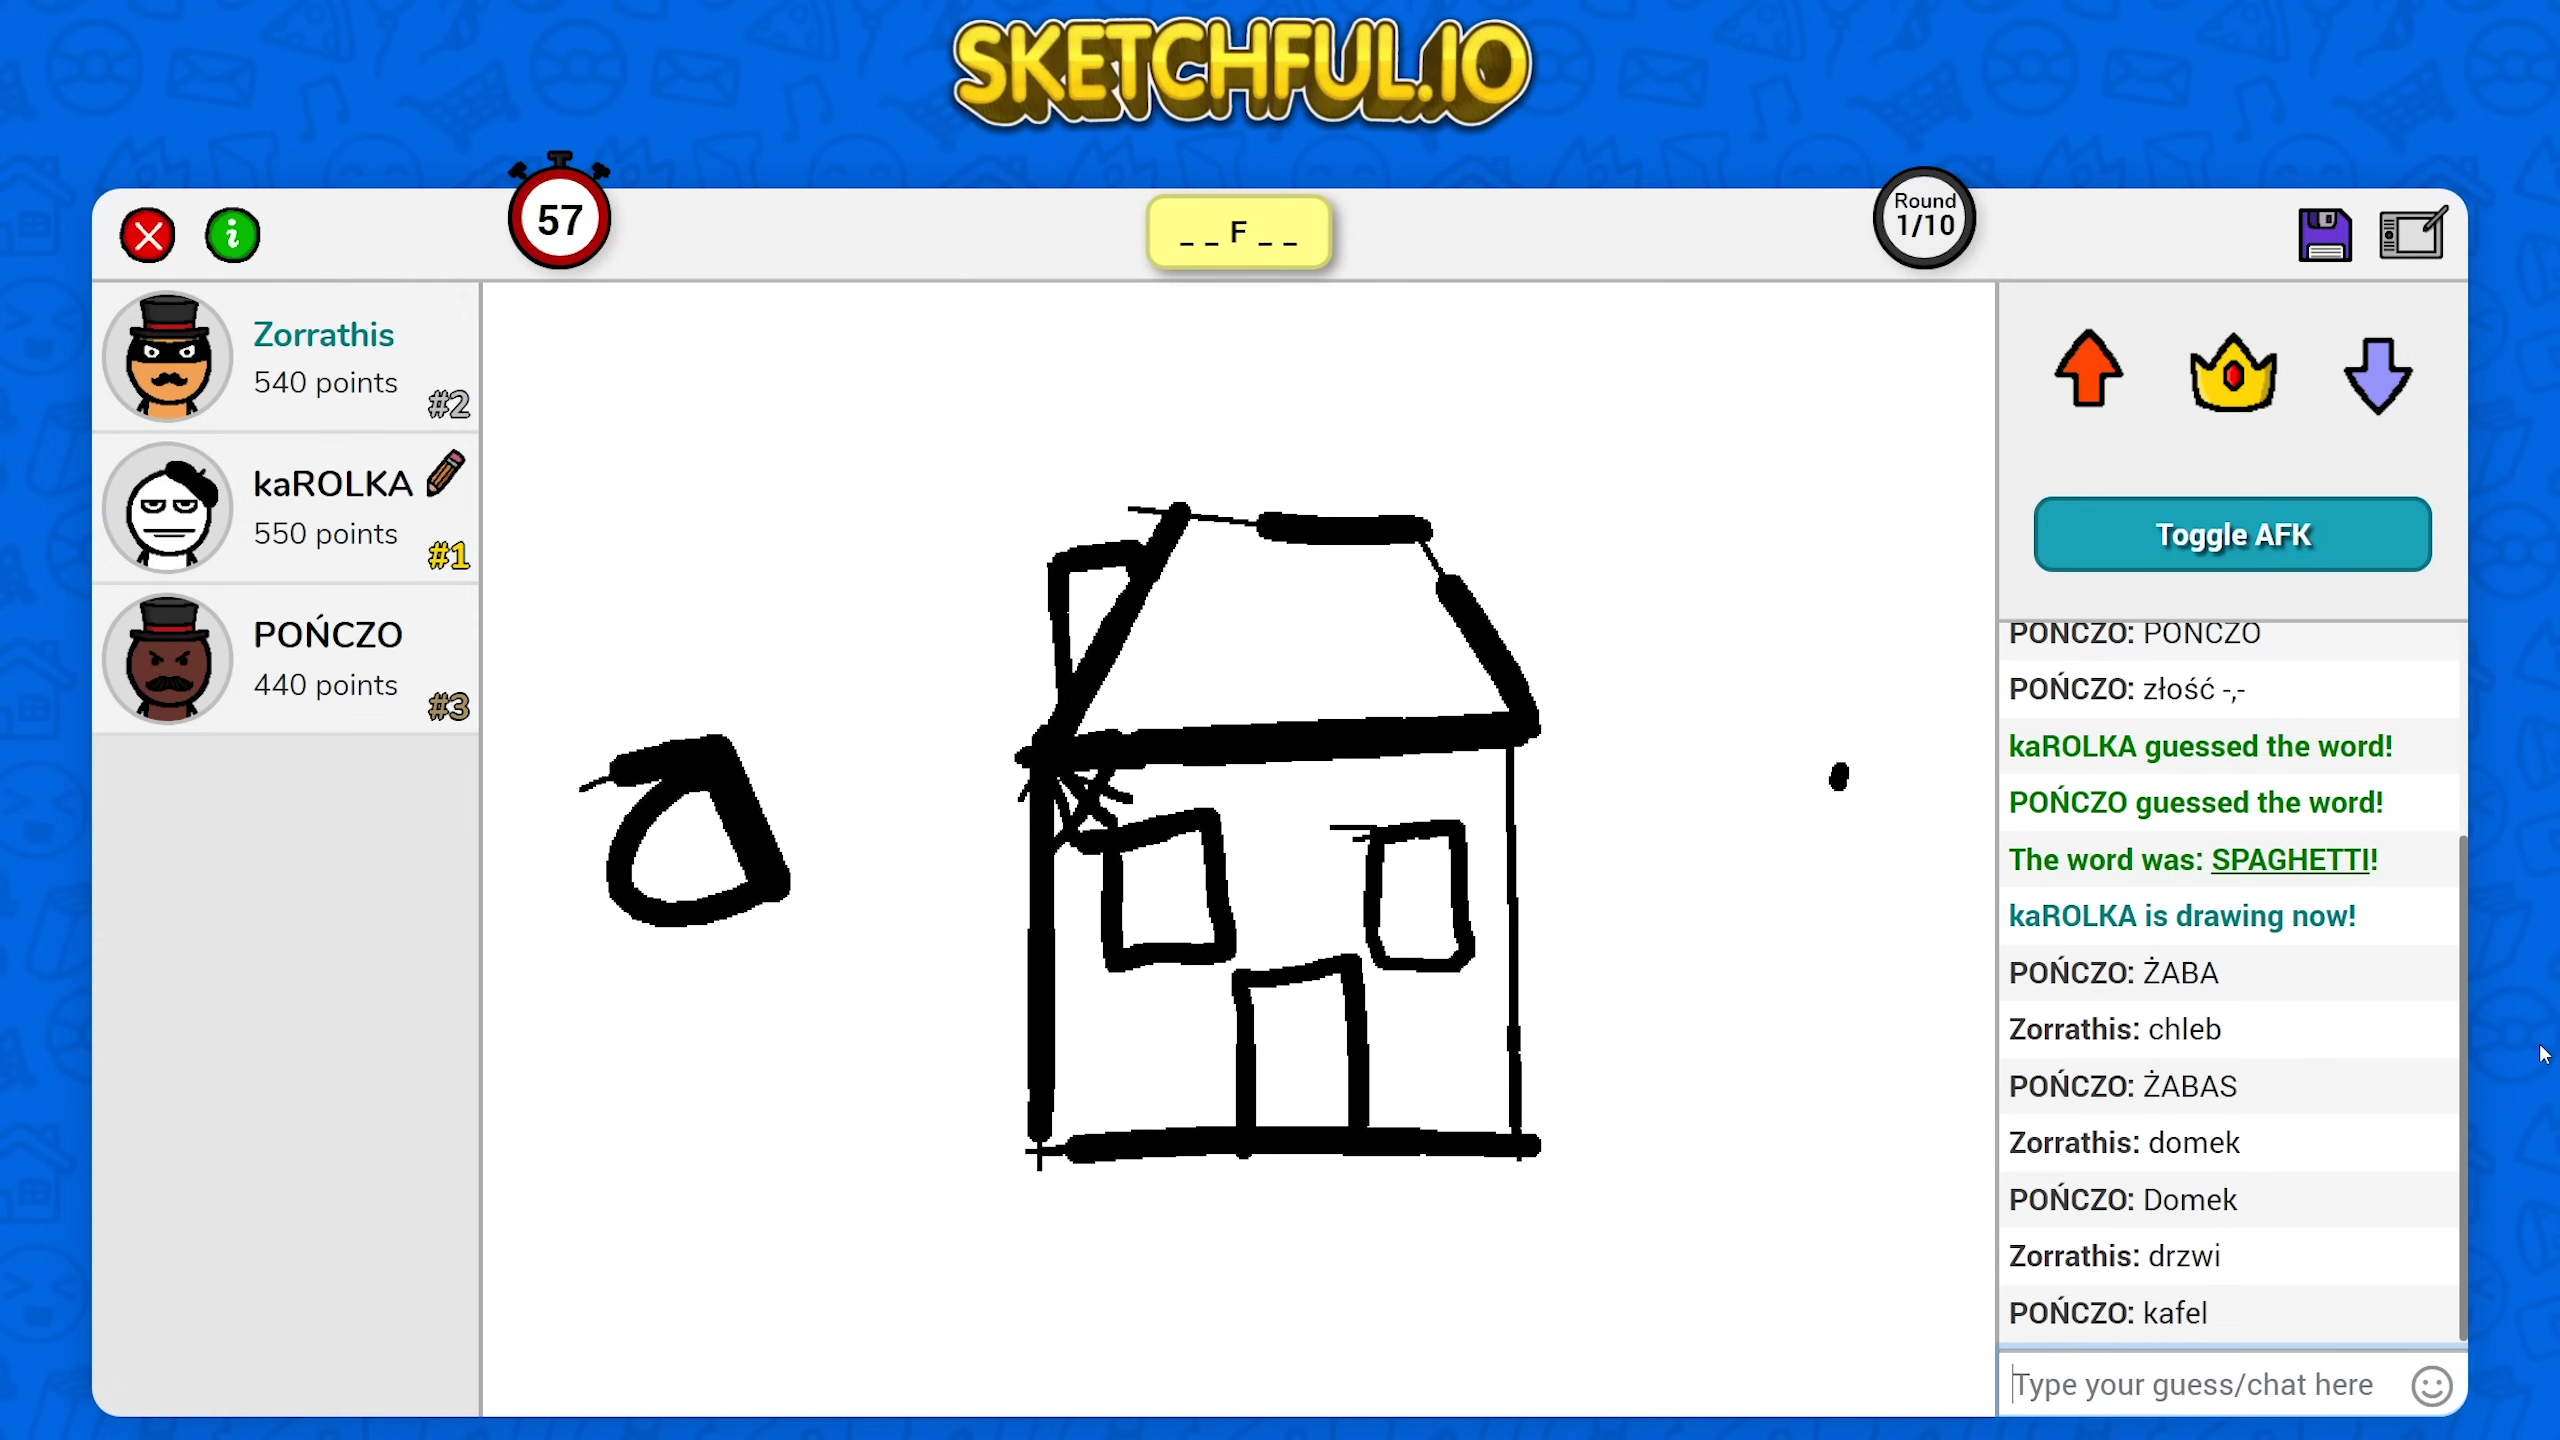 SKETCHFUL.IO
57
_ _ F _ _
Round
1/10
Zorrathis
540 points
#2
kaROLKA
550 points
#1
POŃCZO
440 points
#3
Toggle AFK
POŃCZO: POŃCZO
POŃCZO: złość -,-
kaROLKA guessed the word!
POŃCZO guessed the word!
The word was: SPAGHETTI!
kaROLKA is drawing now!
POŃCZO: ŻABA
Zorrathis: chleb
POŃCZO: ŻABAS
Zorrathis: domek
POŃCZO: Domek
Zorrathis: drzwi
POŃCZO: kafel
Type your guess/chat here